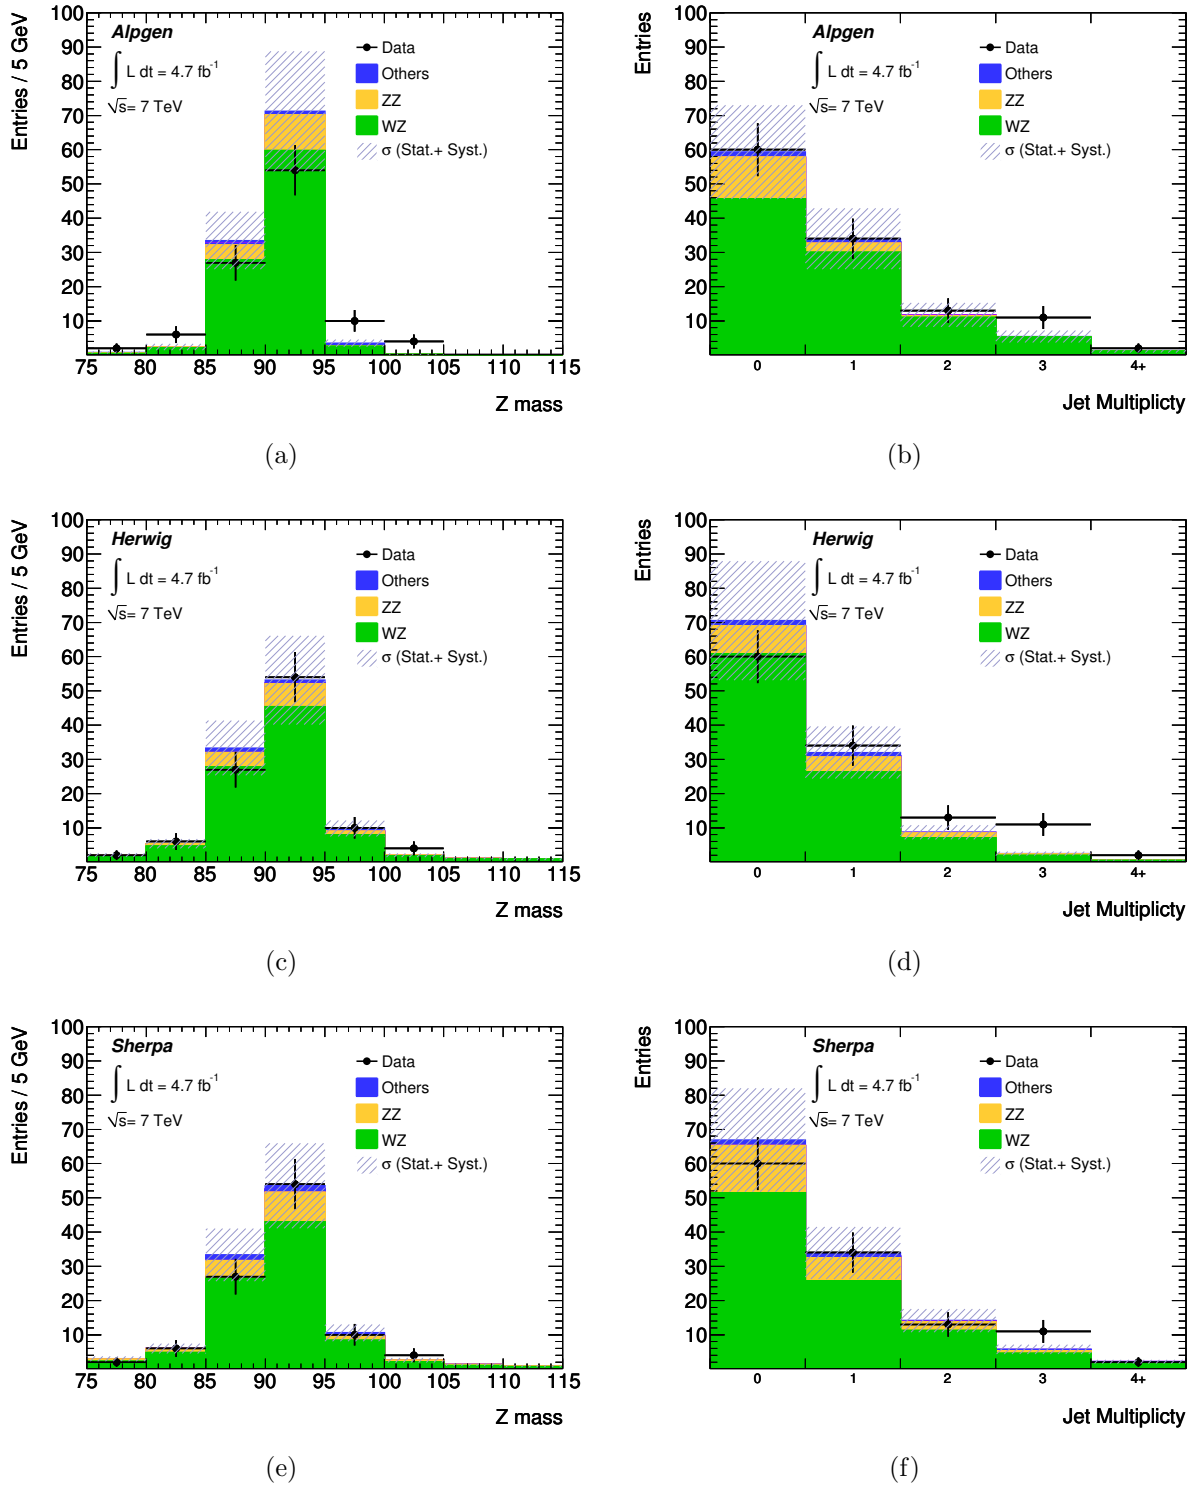 Entries / 5 GeV
100
90
80
70
60
50
40
30
20
10
Alpgen
∫ L dt = 4.7 fb⁻¹
√s= 7 TeV
Data
Others
ZZ
WZ
σ (Stat.+ Syst.)
75 80 85 90 95 100 105 110 115
Z mass
(a)
Entries
100
90
80
70
60
50
40
30
20
10
Alpgen
∫ L dt = 4.7 fb⁻¹
√s= 7 TeV
Data
Others
ZZ
WZ
σ (Stat.+ Syst.)
0 1 2 3 4+
Jet Multiplicty
(b)
Entries / 5 GeV
100
90
80
70
60
50
40
30
20
10
Herwig
∫ L dt = 4.7 fb⁻¹
√s= 7 TeV
Data
Others
ZZ
WZ
σ (Stat.+ Syst.)
75 80 85 90 95 100 105 110 115
Z mass
(c)
Entries
100
90
80
70
60
50
40
30
20
10
Herwig
∫ L dt = 4.7 fb⁻¹
√s= 7 TeV
Data
Others
ZZ
WZ
σ (Stat.+ Syst.)
0 1 2 3 4+
Jet Multiplicty
(d)
Entries / 5 GeV
100
90
80
70
60
50
40
30
20
10
Sherpa
∫ L dt = 4.7 fb⁻¹
√s= 7 TeV
Data
Others
ZZ
WZ
σ (Stat.+ Syst.)
75 80 85 90 95 100 105 110 115
Z mass
(e)
Entries
100
90
80
70
60
50
40
30
20
10
Sherpa
∫ L dt = 4.7 fb⁻¹
√s= 7 TeV
Data
Others
ZZ
WZ
σ (Stat.+ Syst.)
0 1 2 3 4+
Jet Multiplicty
(f)